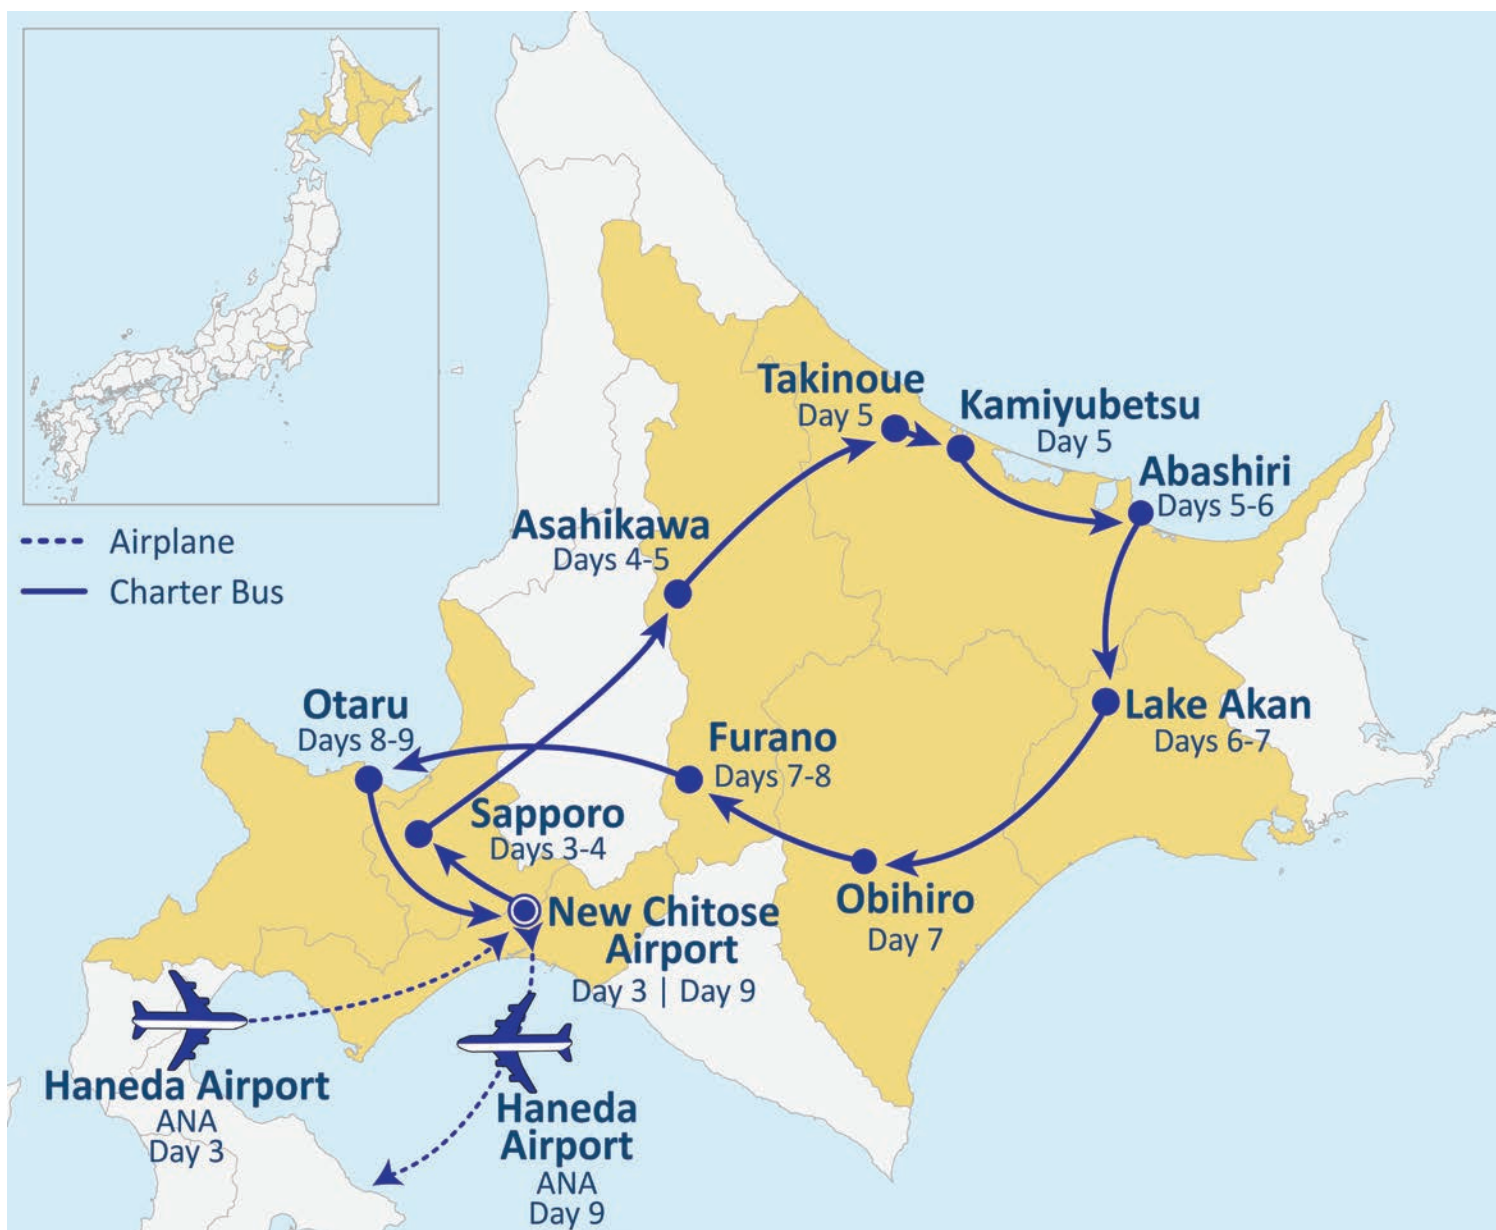 Airplane
Charter Bus
Takinoue
Day 5
Kamiyubetsu
Day 5
Abashiri
Days 5-6
Asahikawa
Days 4-5
Otaru
Days 8-9
Furano
Days 7-8
Lake Akan
Days 6-7
Sapporo
Days 3-4
Obihiro
Day 7
New Chitose
Airport
Day 3 | Day 9
Haneda Airport
ANA
Day 3
Haneda
Airport
ANA
Day 9